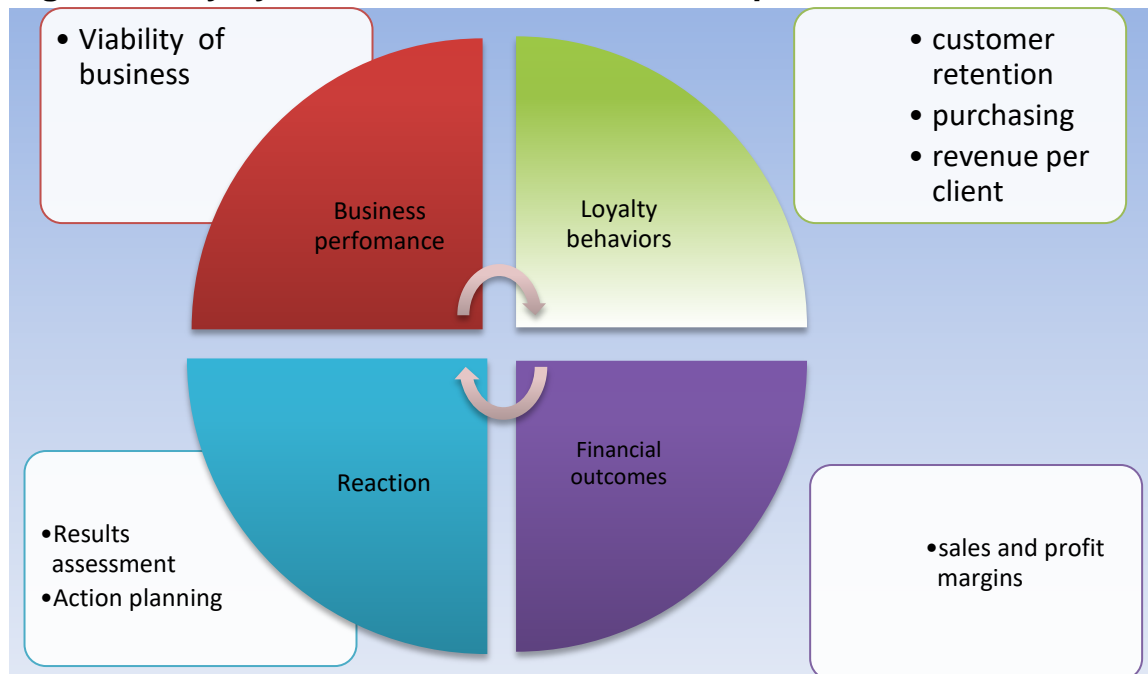 • Viability of
business
• customer
retention
• purchasing
• revenue per
client
Business
perfomance
Loyalty
behaviors
Reaction
Financial
outcomes
•Results
assessment
•Action planning
•sales and profit
margins